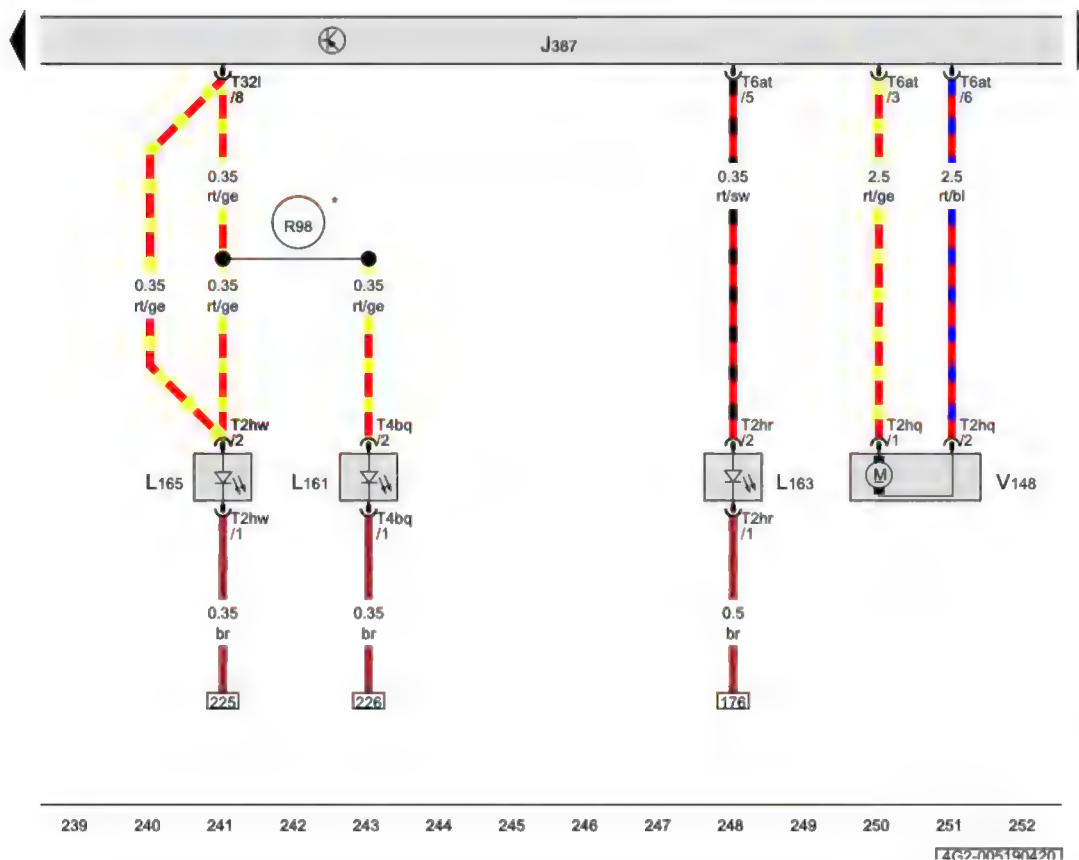 J387
T32l
/8
T6at
/5
T6at
/3
T6at
/6
0.35
rt/ge
0.35
rt/sw
2.5
rt/ge
2.5
rt/bl
R98
*
0.35
rt/ge
0.35
rt/ge
0.35
rt/ge
T2hw
/2
T4bq
/2
T2hr
/2
T2hq
/1
T2hq
/2
L165
L161
L163
M
V148
T2hw
/1
T4bq
/1
T2hr
/1
0.35
br
0.35
br
0.5
br
225
226
176
239 240 241 242 243 244 245 246 247 248 249 250 251 252
4G2-005190420